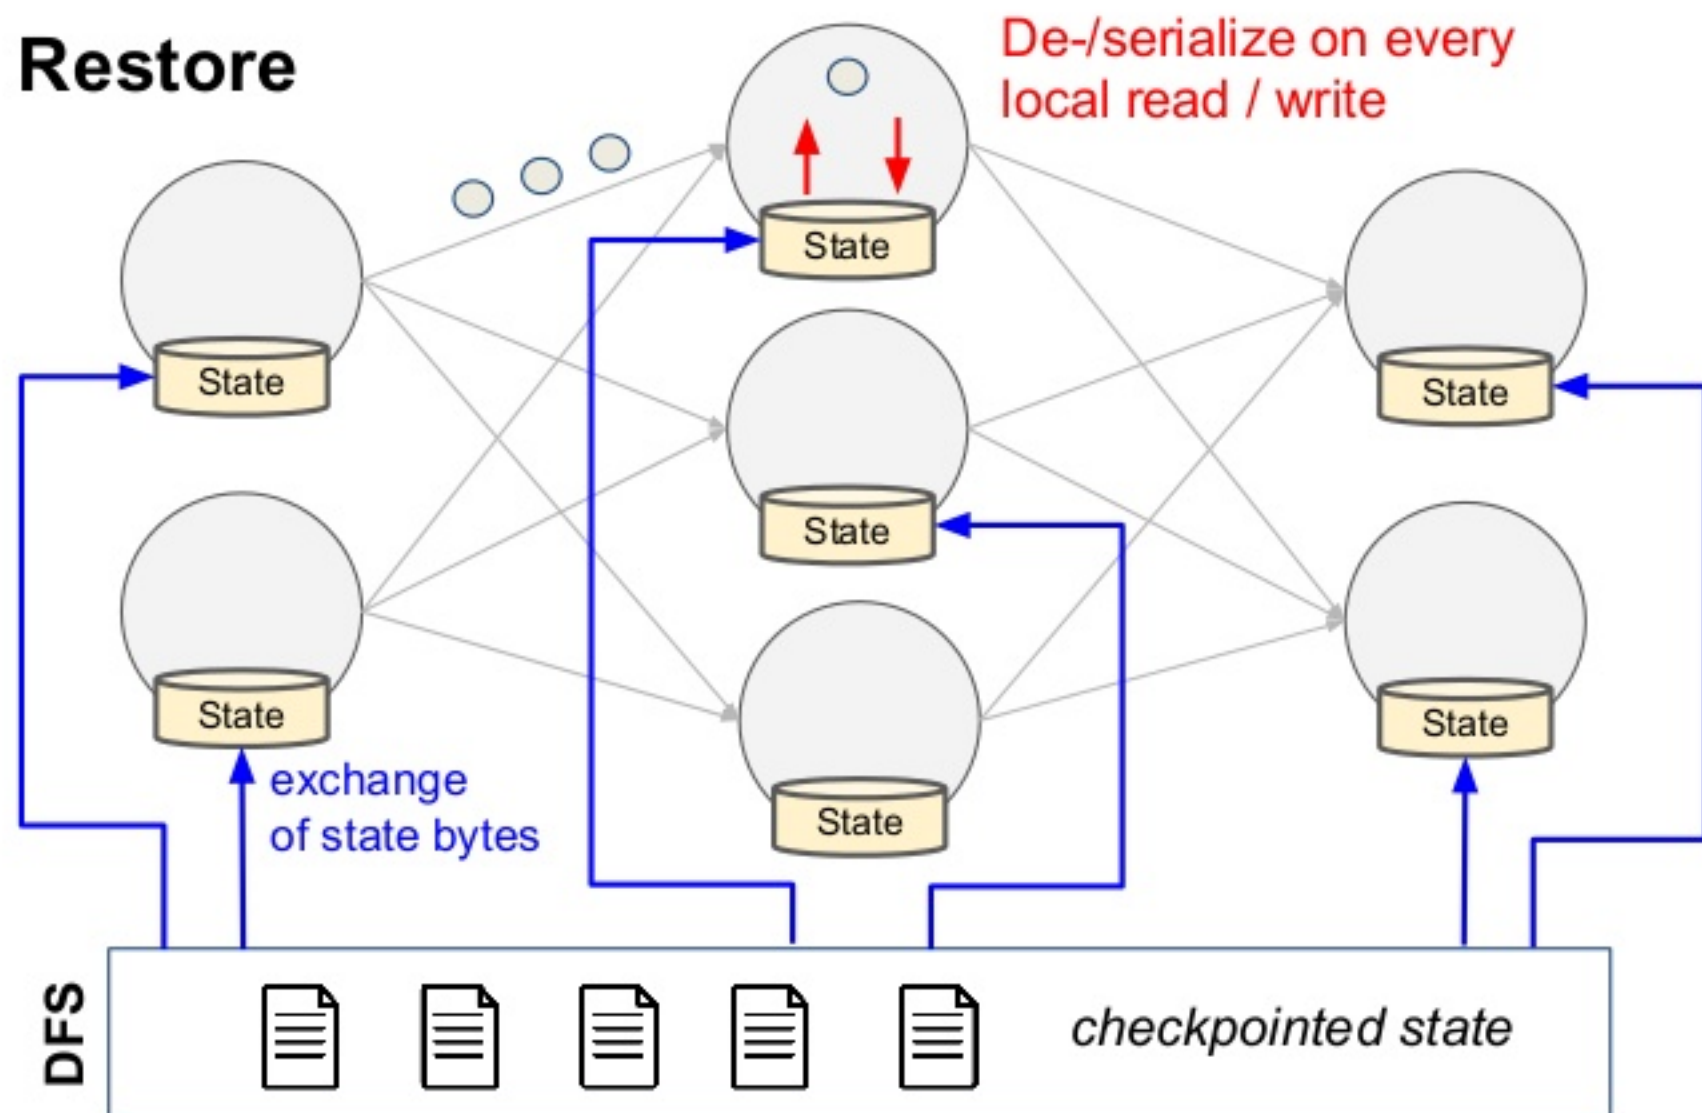 Restore
De-/serialize on every
local read / write
State
State
State
State
State
State
State
exchange
of state bytes
DFS
checkpointed state